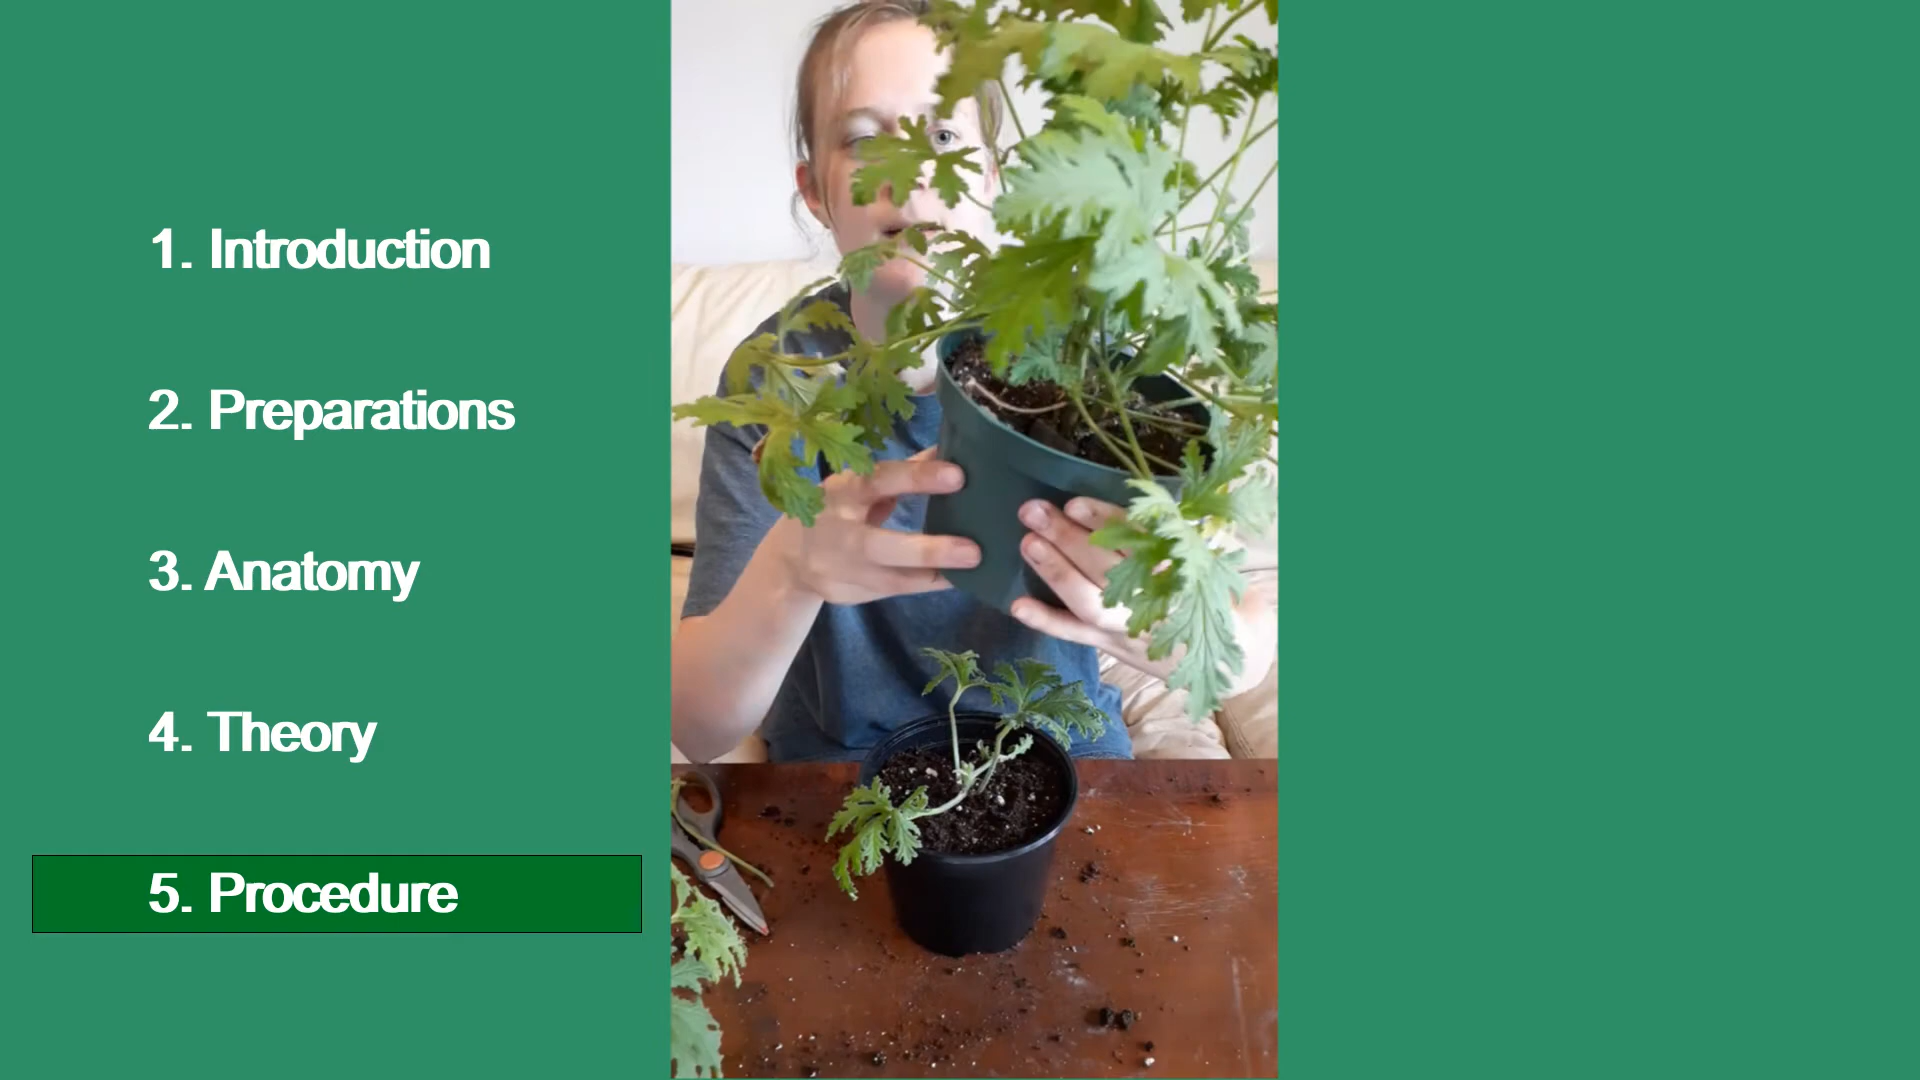 1. Introduction
2. Preparations
3. Anatomy
4. Theory
5. Procedure